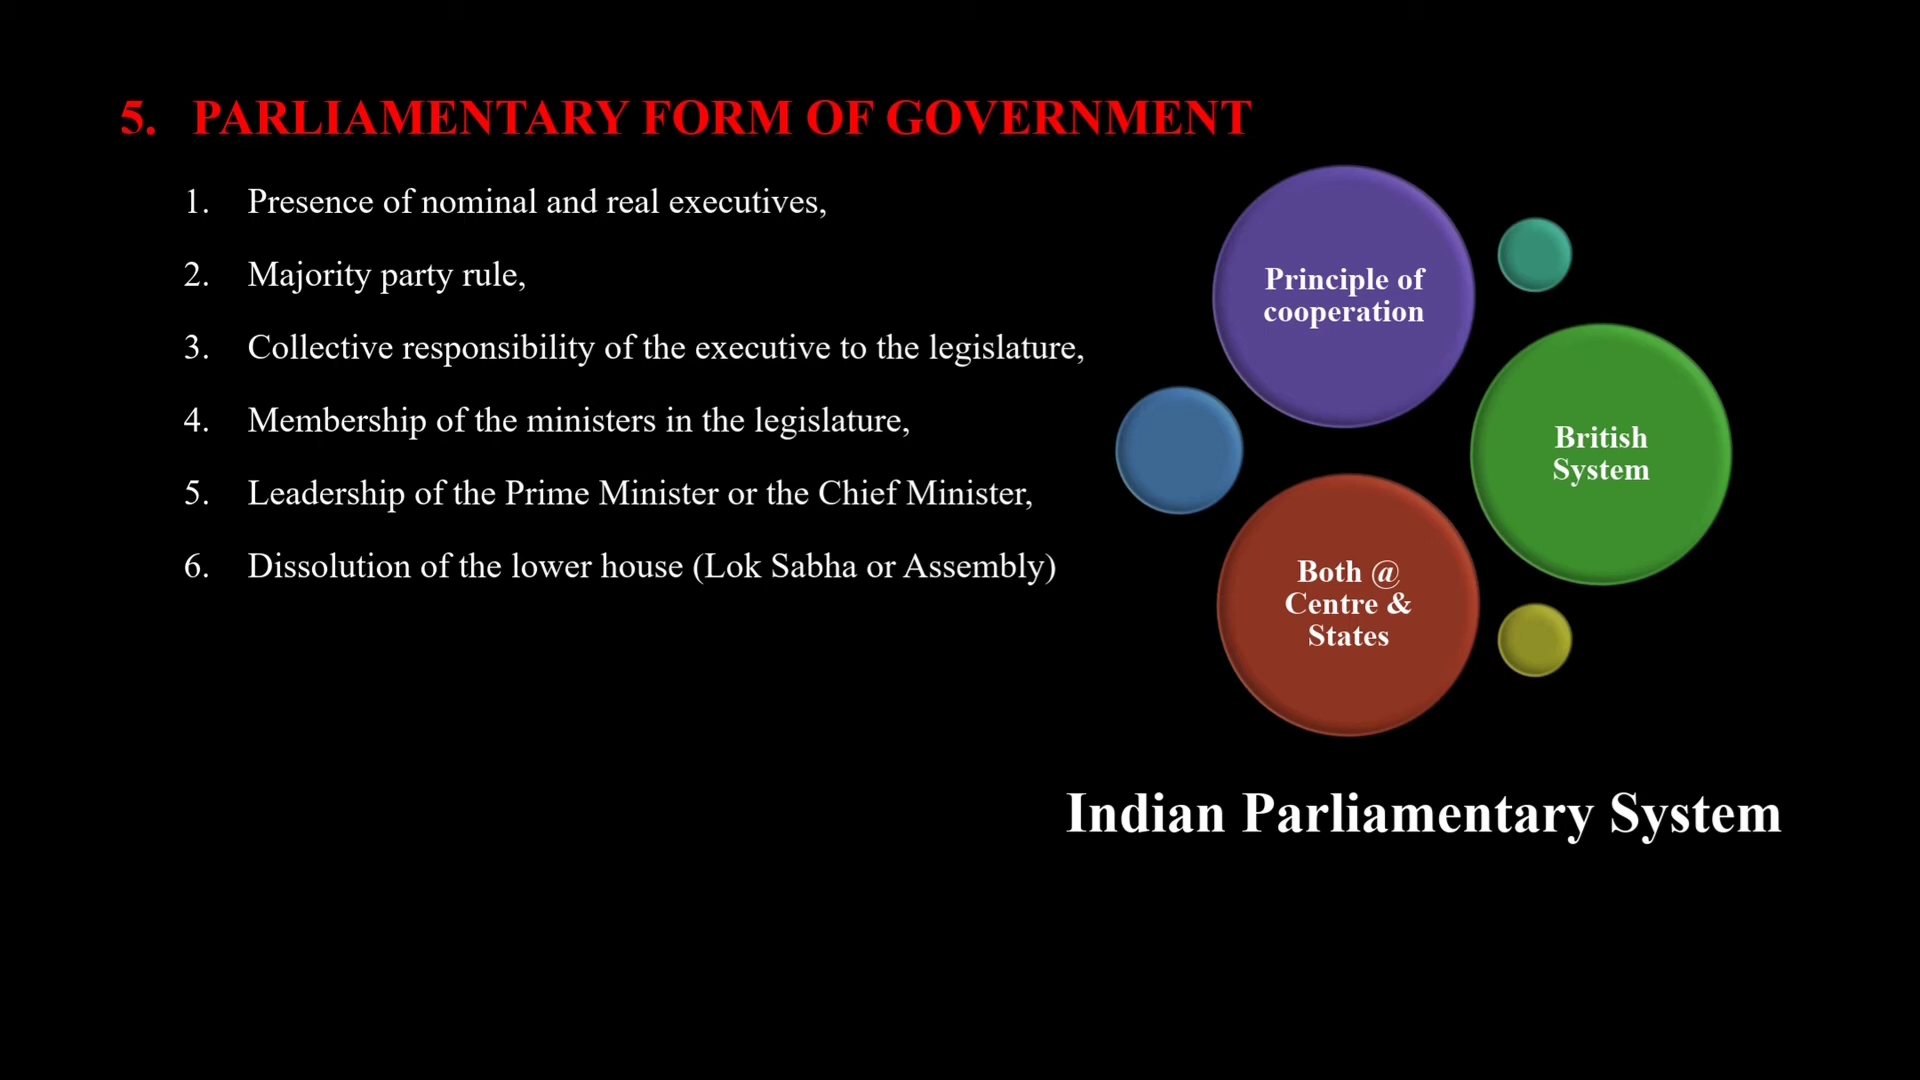 5. PARLIAMENTARY FORM OF GOVERNMENT
1. Presence of nominal and real executives,
2. Majority party rule,
3. Collective responsibility of the executive to the legislature,
4. Membership of the ministers in the legislature,
5. Leadership of the Prime Minister or the Chief Minister,
6. Dissolution of the lower house (Lok Sabha or Assembly)
Principle of
cooperation
British
System
Both @
Centre &
States
Indian Parliamentary System